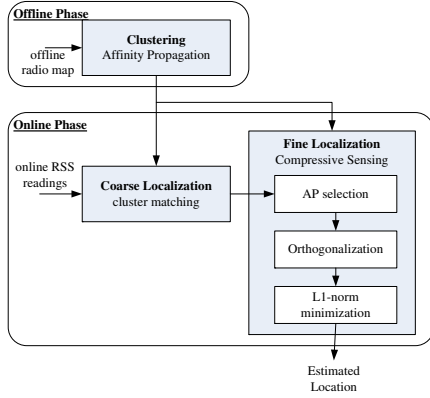 Offline Phase
Clustering
Affinity Propagation
offline
radio map
Online Phase
Fine Localization
Compressive Sensing
online RSS
readings
Coarse Localization
cluster matching
AP selection
Orthogonalization
L1-norm
minimization
Estimated
Location